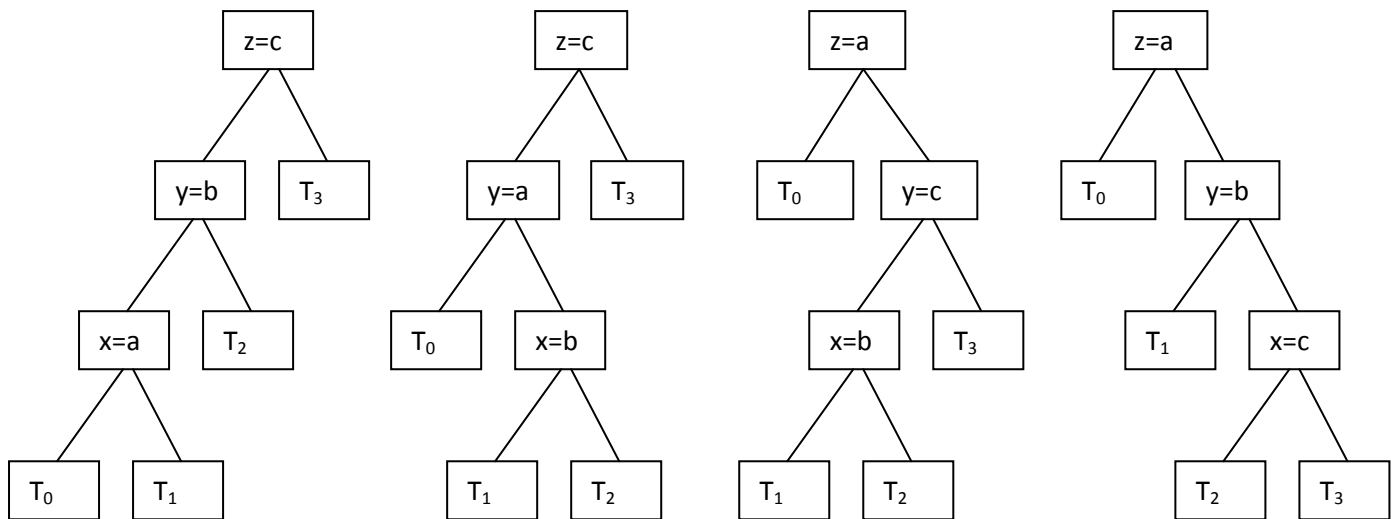 z=c z=c z=a z=a
y=b T₃ y=a T₃ T₀ y=c T₀ y=b
x=a T₂ T₀ x=b x=b T₃ T₁ x=c
T₀ T₁ T₁ T₂ T₁ T₂ T₂ T₃